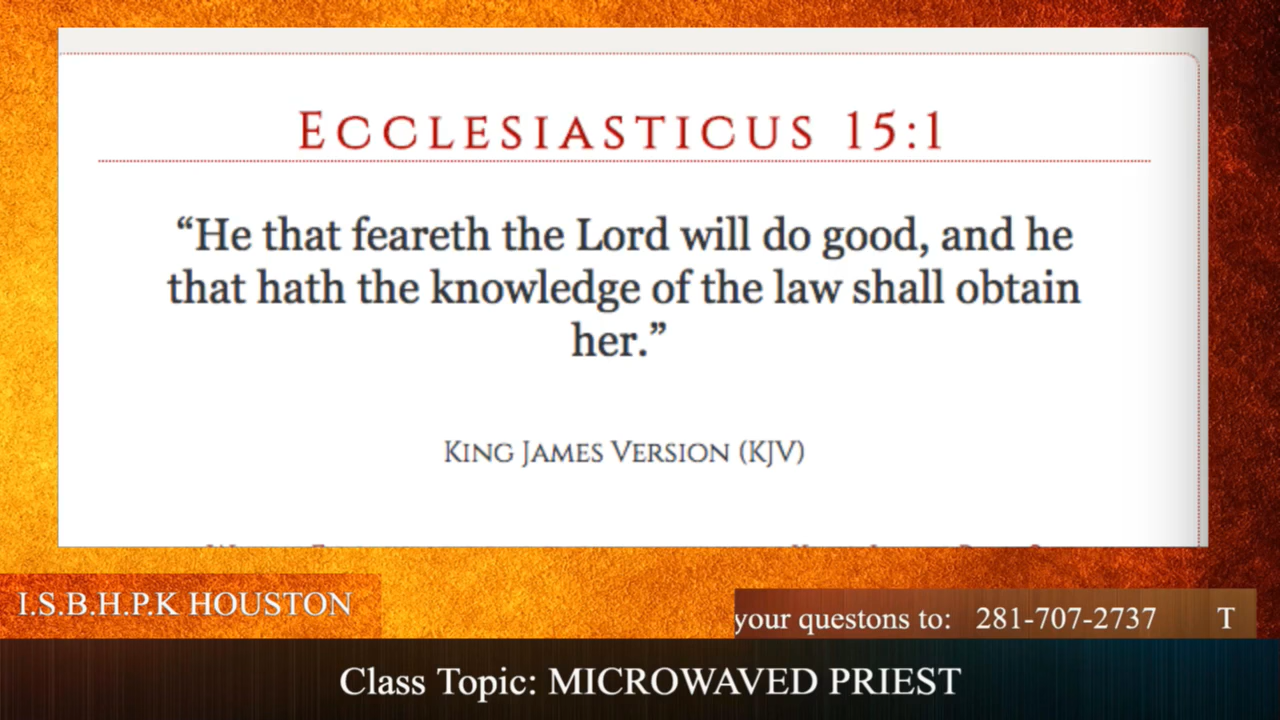 ECCLESIASTICUS 15:1
“He that feareth the Lord will do good, and he
that hath the knowledge of the law shall obtain
her.”
KING JAMES VERSION (KJV)
I.S.B.H.P.K HOUSTON
your questons to: 281-707-2737 T
Class Topic: MICROWAVED PRIEST